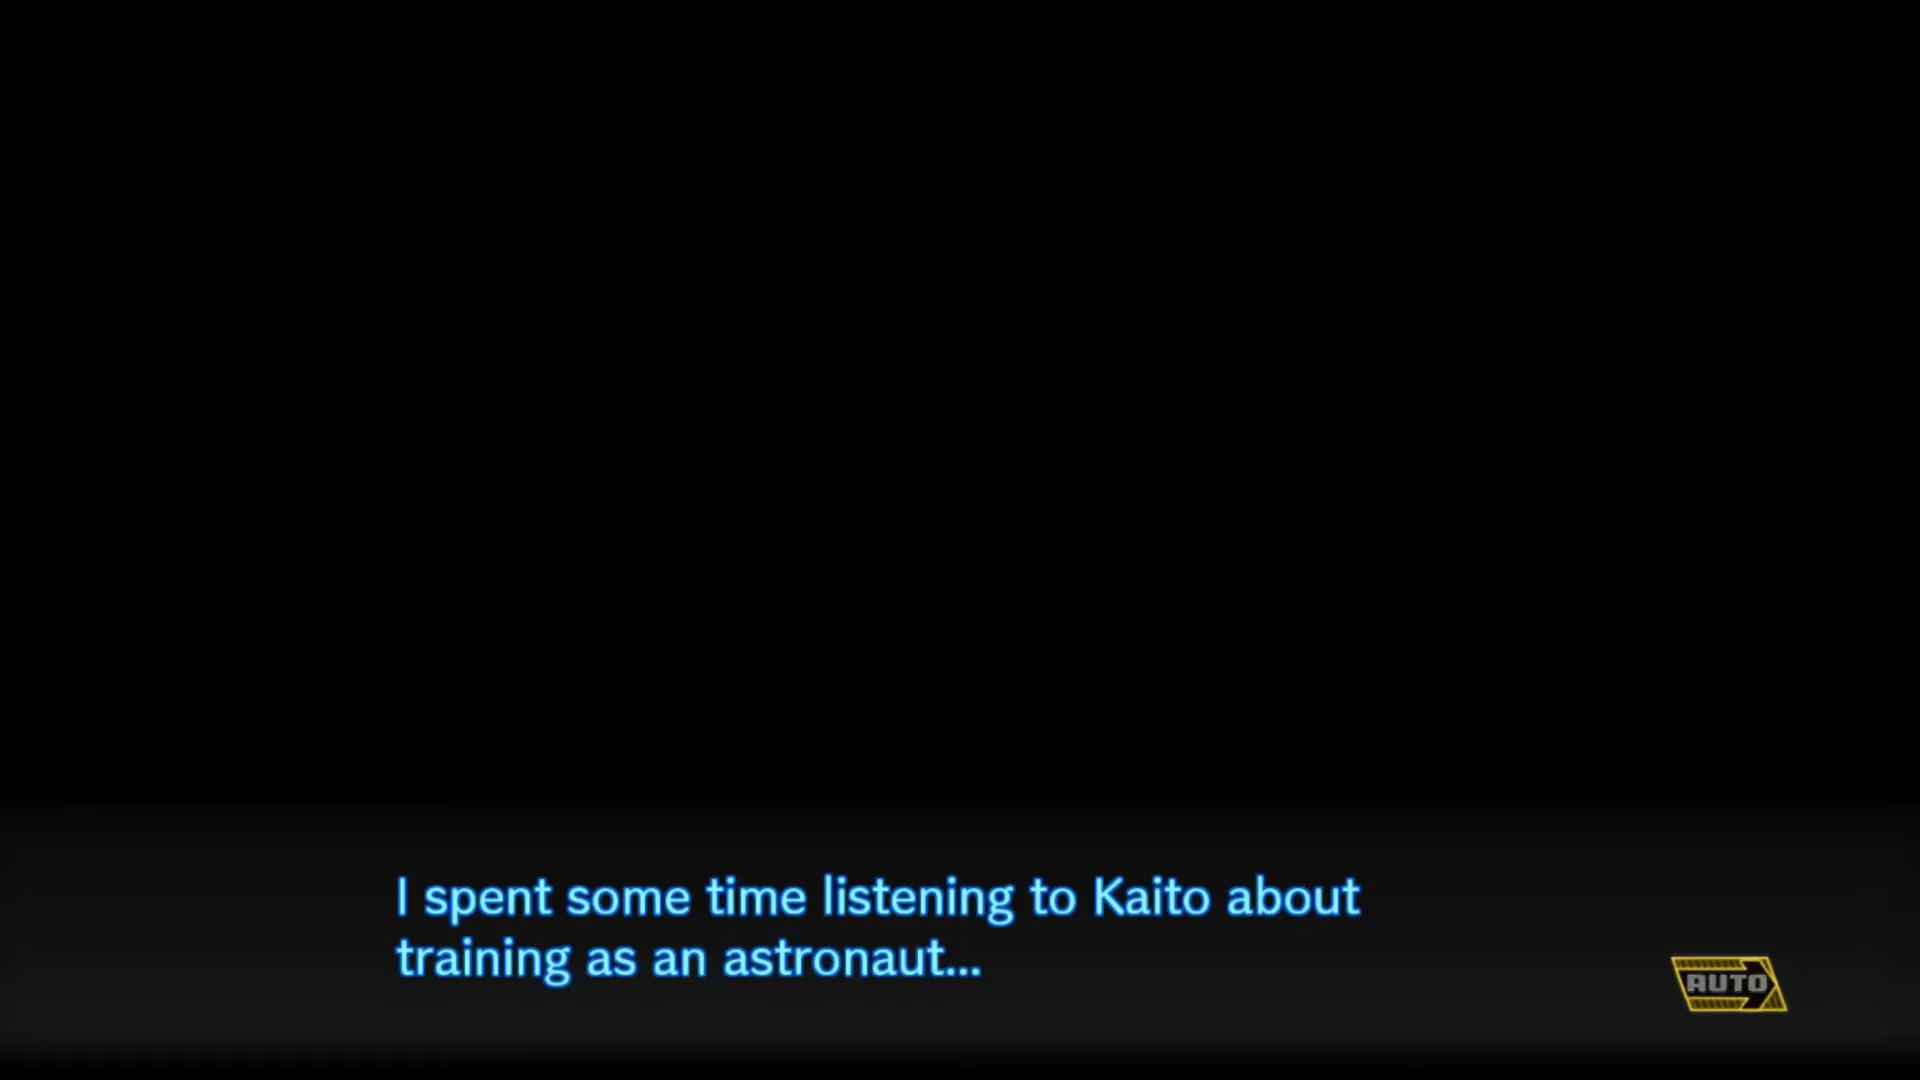 I spent some time listening to Kaito about
training as an astronaut...
AUTO